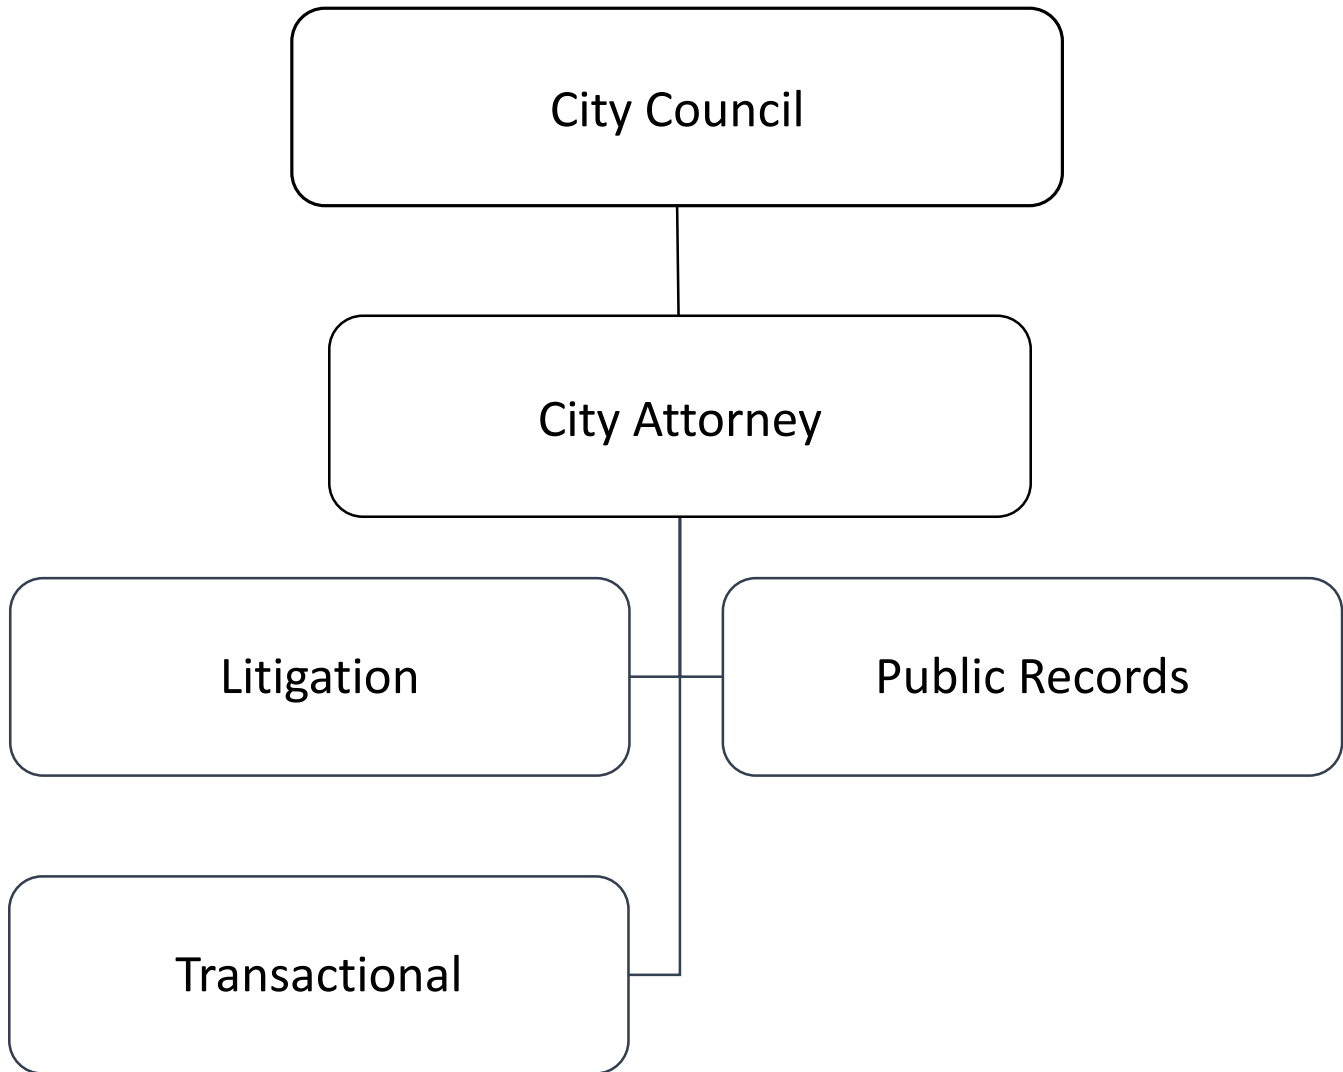 City Council
City Attorney
Litigation
Public Records
Transactional